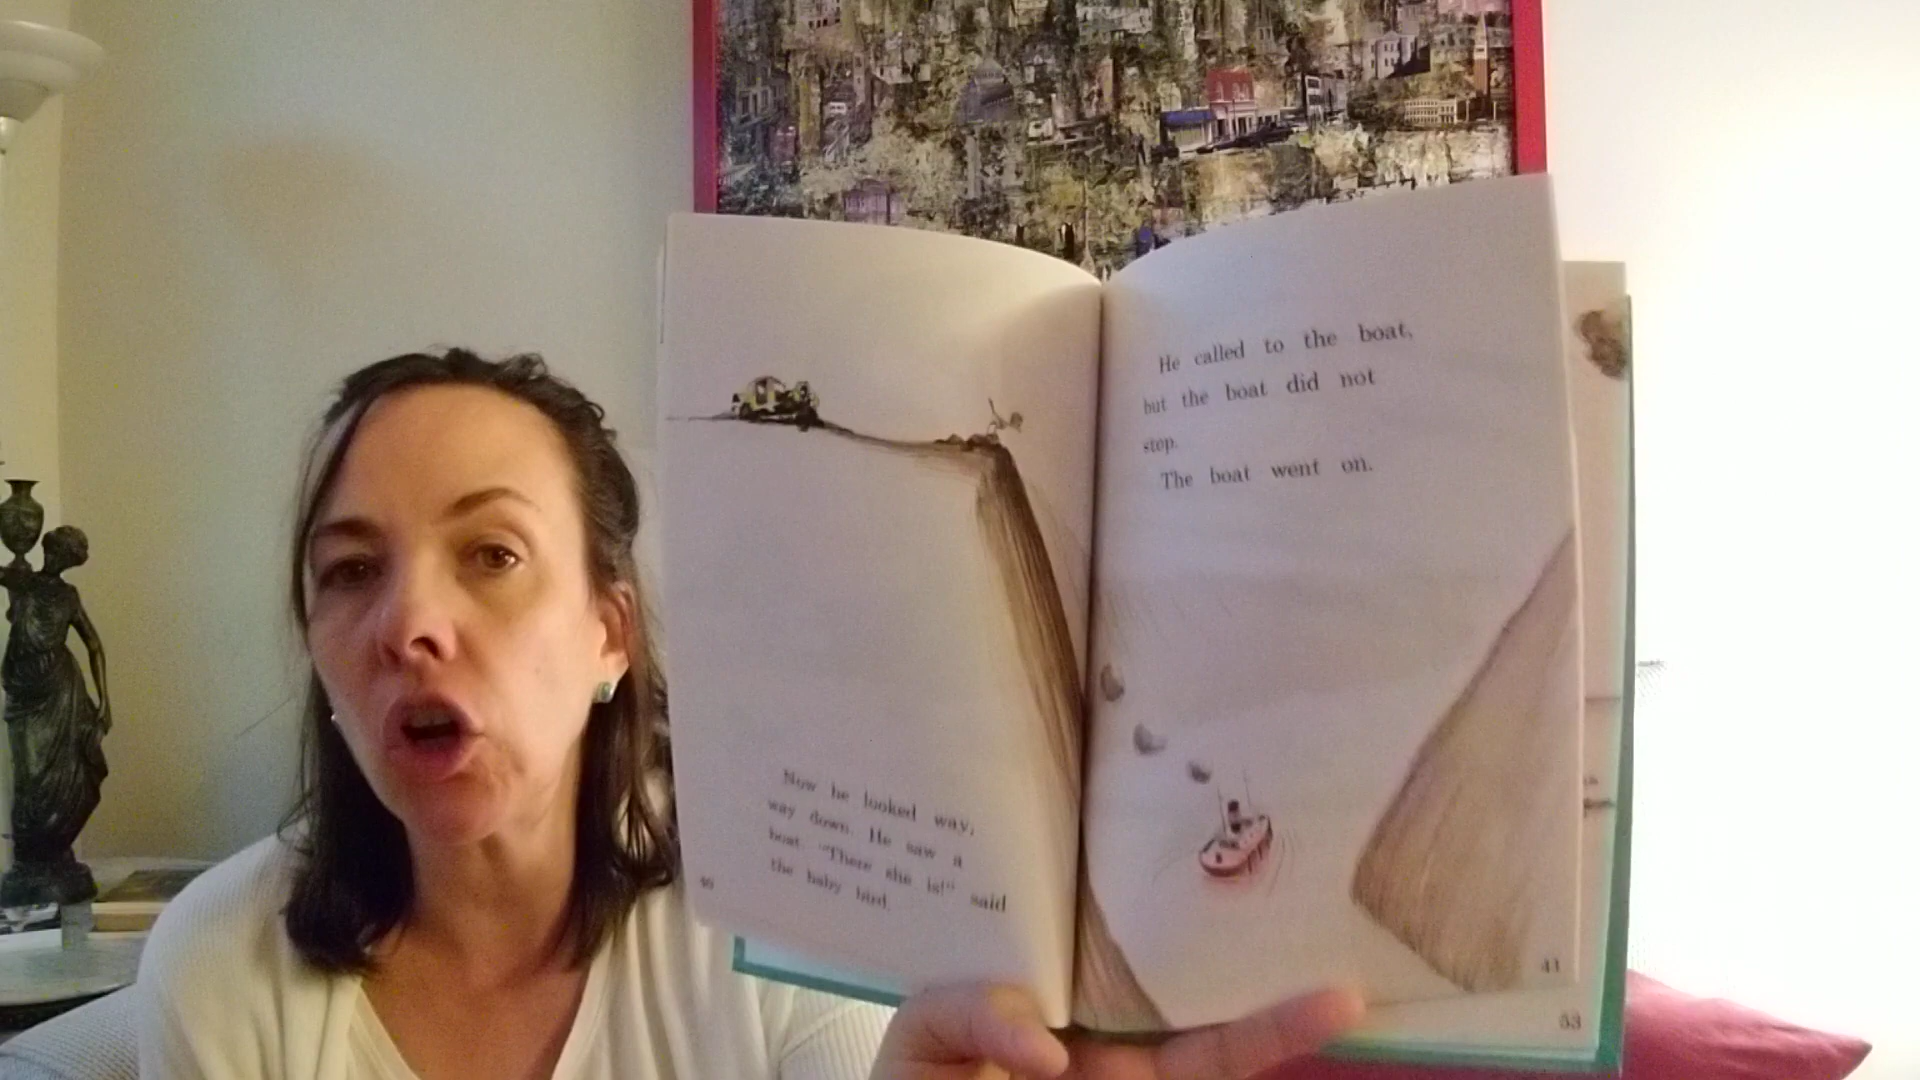 Now he looked way,
way down. He saw a
boat. "There she is!" said
the baby bird.
40
He called to the boat,
but the boat did not
stop.
The boat went on.
41
53